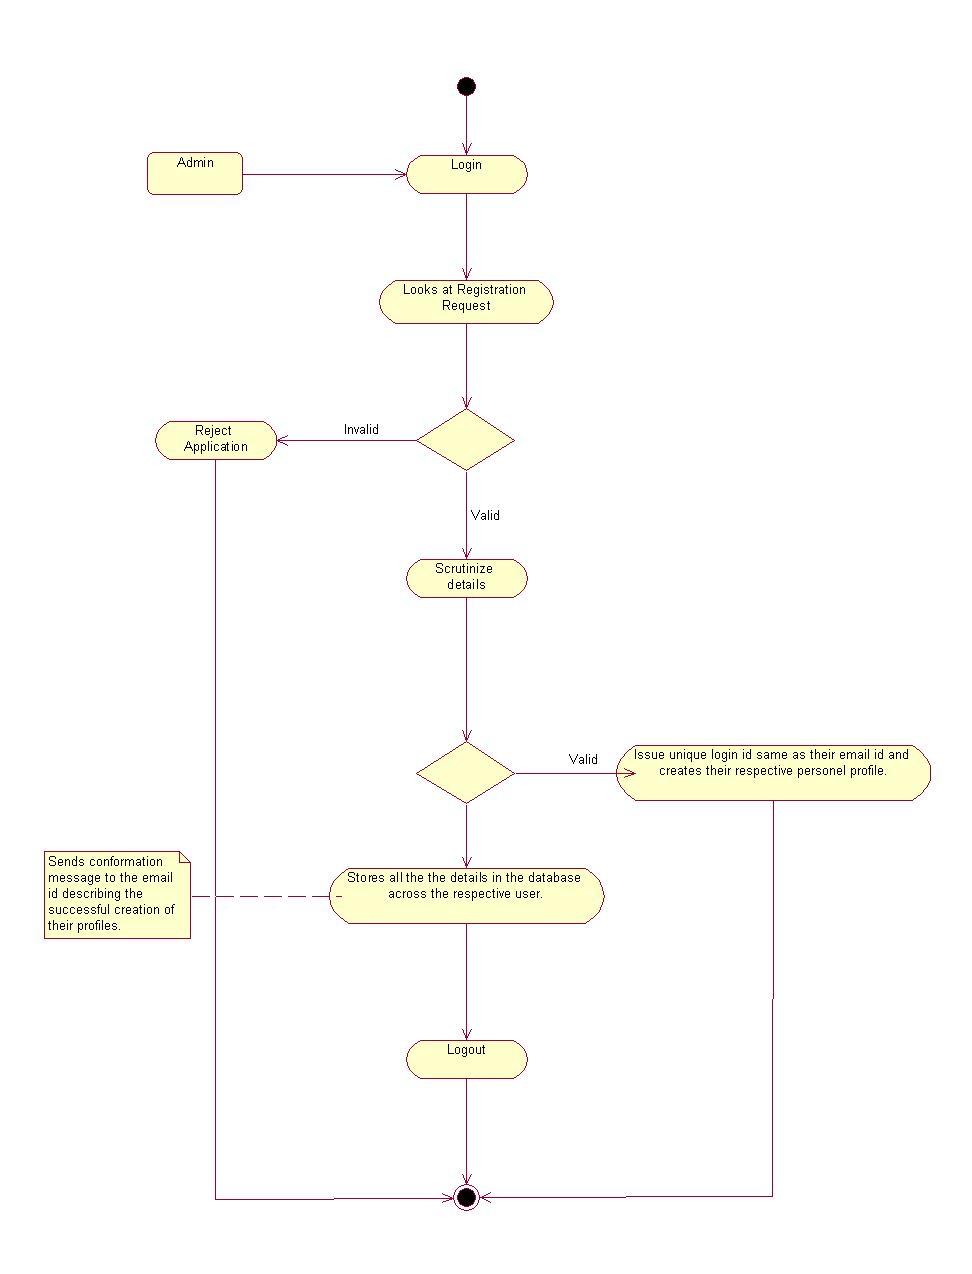 Admin
Login
Looks at Registration
Request
Invalid
Reject
Application
Valid
Scrutinize
details
Valid
Issue unique login id same as their email id and
creates their respective personel profile.
Sends conformation
message to the email
id describing the
successful creation of
their profiles.
Stores all the the details in the database
across the respective user.
Logout